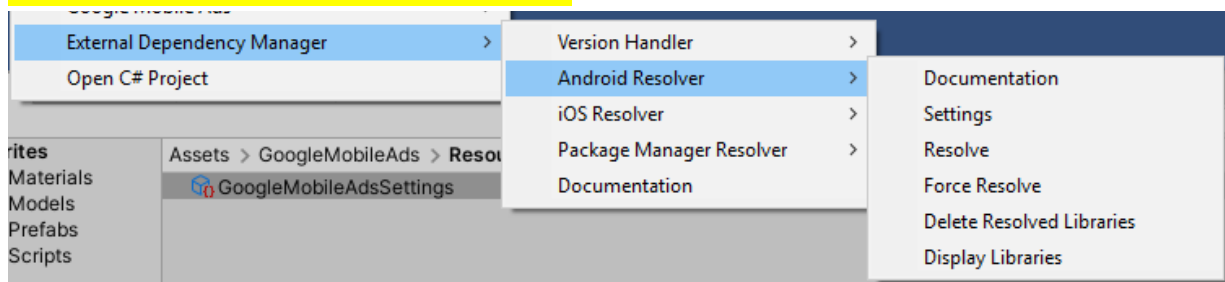 External Dependency Manager >
Open C# Project
Version Handler >
Android Resolver >
iOS Resolver >
Package Manager Resolver >
Documentation
Documentation
Settings
Resolve
Force Resolve
Delete Resolved Libraries
Display Libraries
rites
Materials
Models
Prefabs
Scripts
Assets > GoogleMobileAds > Resou
GoogleMobileAdsSettings